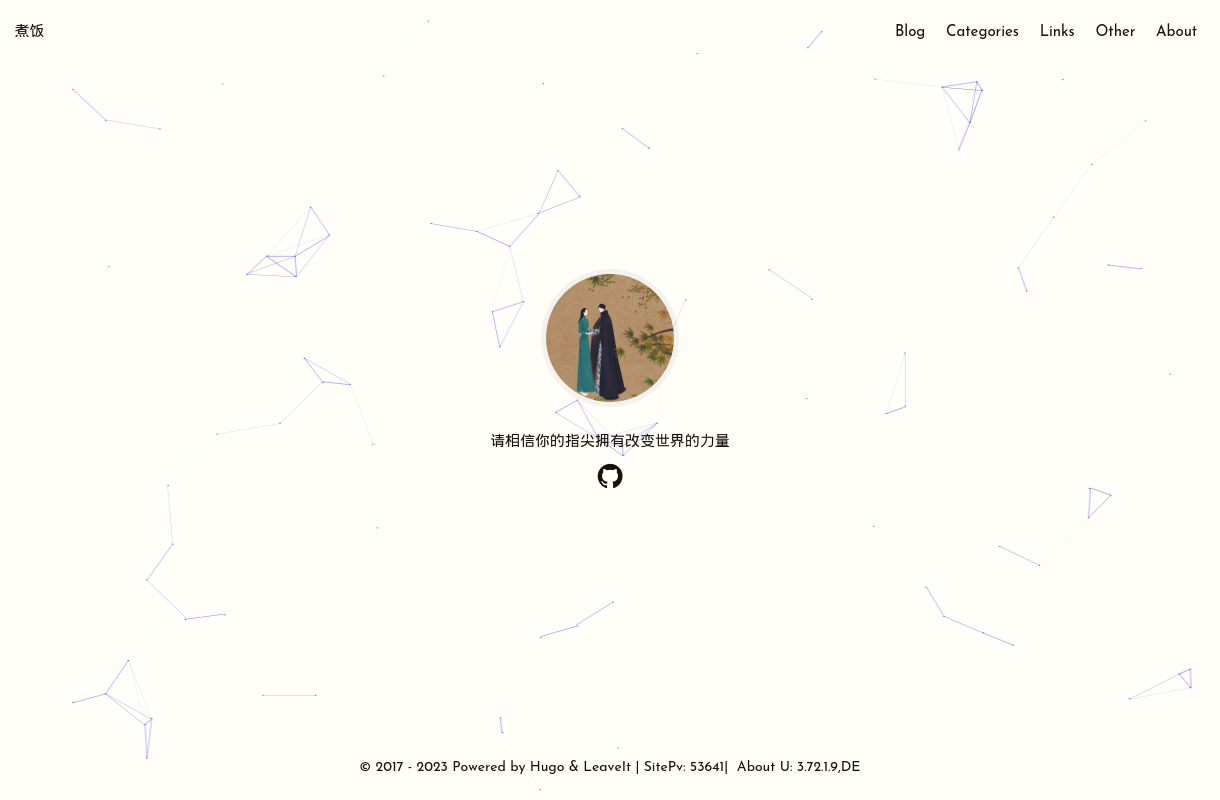 煮饭
Blog Categories Links Other About
请相信你的指尖拥有改变世界的力量
© 2017 - 2023 Powered by Hugo & LeaveIt | SitePv: 53641| About U: 3.72.1.9,DE